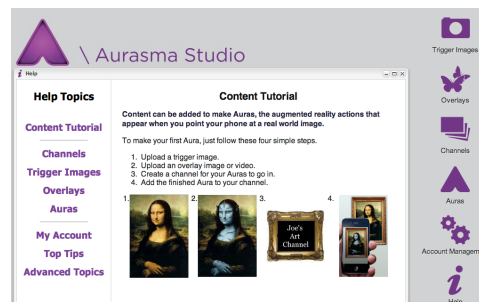 \ Aurasma Studio
Help
Help Topics
Content Tutorial
Channels
Trigger Images
Overlays
Auras
My Account
Top Tips
Advanced Topics
Content Tutorial
Content can be added to make Auras, the augmented reality actions that
appear when you point your phone at a real world image.
To make your first Aura, just follow these four simple steps.
1. Upload a trigger image.
2. Upload an overlay image or video.
3. Create a channel for your Auras to go in.
4. Add the finished Aura to your channel.
1. 2. 3. 4.
Joe's
Art
Channel
Trigger Images
Overlays
Channels
Auras
Account Managem
Help